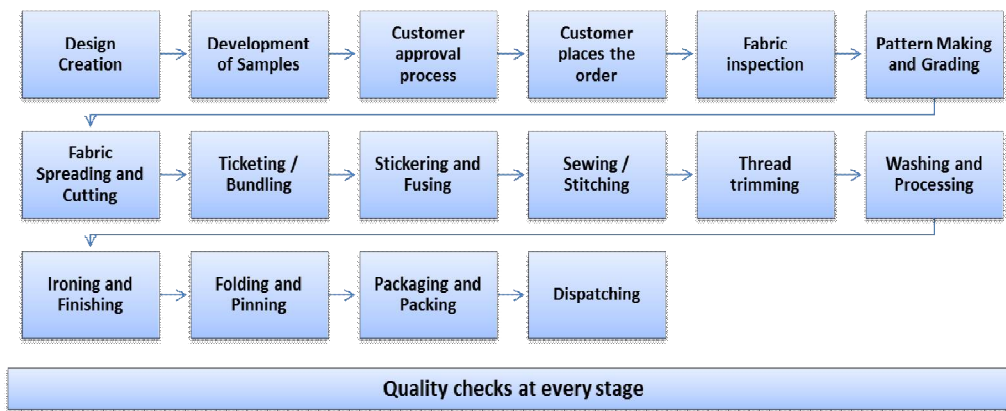 Design
Creation
Development
of Samples
Customer
approval
process
Customer
places the
order
Fabric
inspection
Pattern Making
and Grading
Fabric
Spreading and
Cutting
Ticketing /
Bundling
Stickering and
Fusing
Sewing /
Stitching
Thread
trimming
Washing and
Processing
Ironing and
Finishing
Folding and
Pinning
Packaging and
Packing
Dispatching
Quality checks at every stage